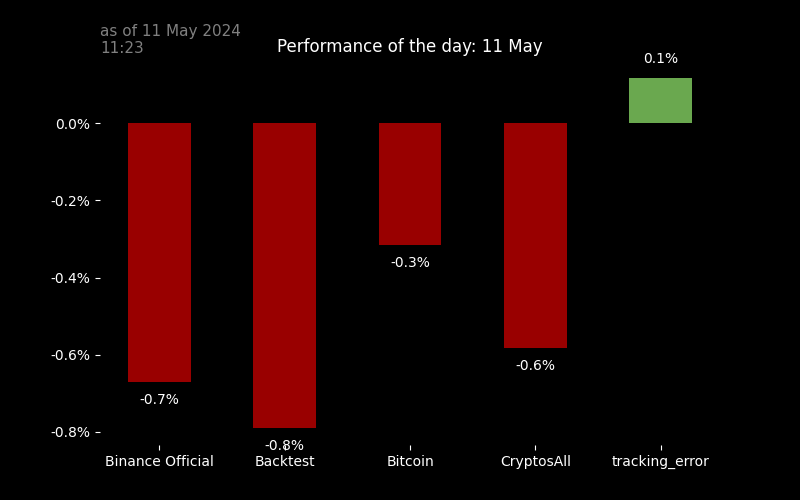 as of 11 May 2024
11:23
Performance of the day: 11 May
0.1%
0.0%
-0.2%
-0.4%
-0.6%
-0.8%
-0.7%
-0.8%
-0.3%
-0.6%
Binance Official
Backtest
Bitcoin
CryptosAll
tracking_error